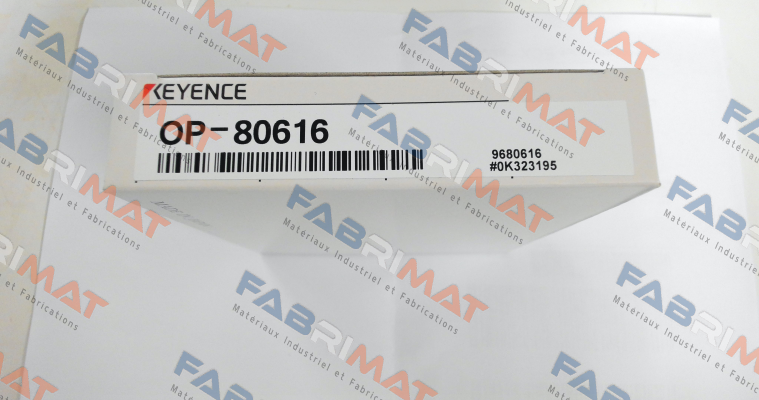 KEYENCE
OP-80616
9680616
#0K323195
FABRIMAT
Matériaux Industriel et Fabrications